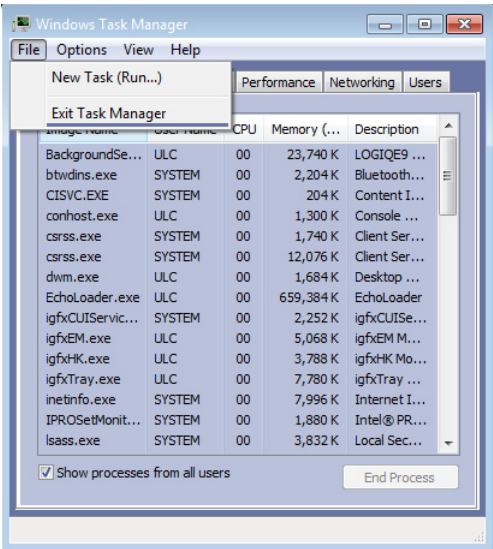 Windows Task Manager
File Options View Help
New Task (Run...)
Exit Task Manager
Performance Networking Users
Image Name User Name CPU Memory (... Description
BackgroundSe... ULC 00 23,740 K LOGIQE9 ...
btwdins.exe SYSTEM 00 2,204 K Bluetooth...
CISVC.EXE SYSTEM 00 204 K Content I...
conhost.exe ULC 00 1,300 K Console ...
csrss.exe SYSTEM 00 1,740 K Client Ser...
csrss.exe SYSTEM 00 12,076 K Client Ser...
dwm.exe ULC 00 1,684 K Desktop ...
EchoLoader.exe ULC 00 659,384 K EchoLoader
igfxCUIServic... SYSTEM 00 2,252 K igfxCUISe...
igfxEM.exe ULC 00 5,068 K igfxEM M...
igfxHK.exe ULC 00 3,788 K igfxHK Mo...
igfxTray.exe ULC 00 7,780 K igfxTray ...
inetinfo.exe SYSTEM 00 7,996 K Internet I...
IPROSetMonit... SYSTEM 00 1,880 K Intel® PR...
lsass.exe SYSTEM 00 3,832 K Local Sec...
Show processes from all users
End Process